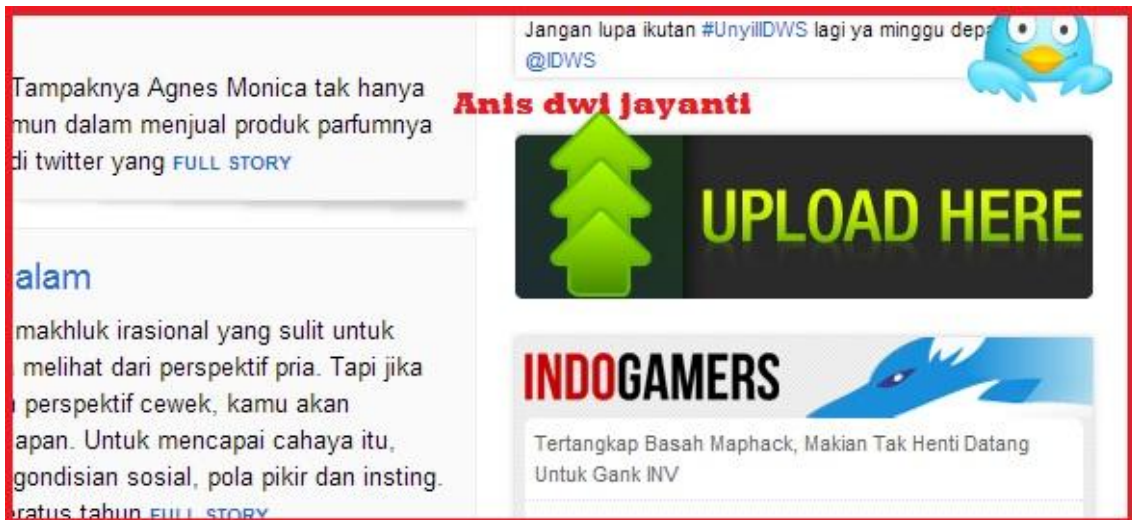 Tampaknya Agnes Monica tak hanya
mun dalam menjual produk parfumnya
di twitter yang FULL STORY
alam
makhluk irasional yang sulit untuk
melihat dari perspektif pria. Tapi jika
perspektif cewek, kamu akan
apan. Untuk mencapai cahaya itu,
gondisian sosial, pola pikir dan insting.
eratus tahun FULL STORY
Jangan lupa ikutan #UnyilIDWS lagi ya minggu dep
@IDWS
Anis dwi jayanti
UPLOAD HERE
INDOGAMERS
Tertangkap Basah Maphack, Makian Tak Henti Datang
Untuk Gank INV